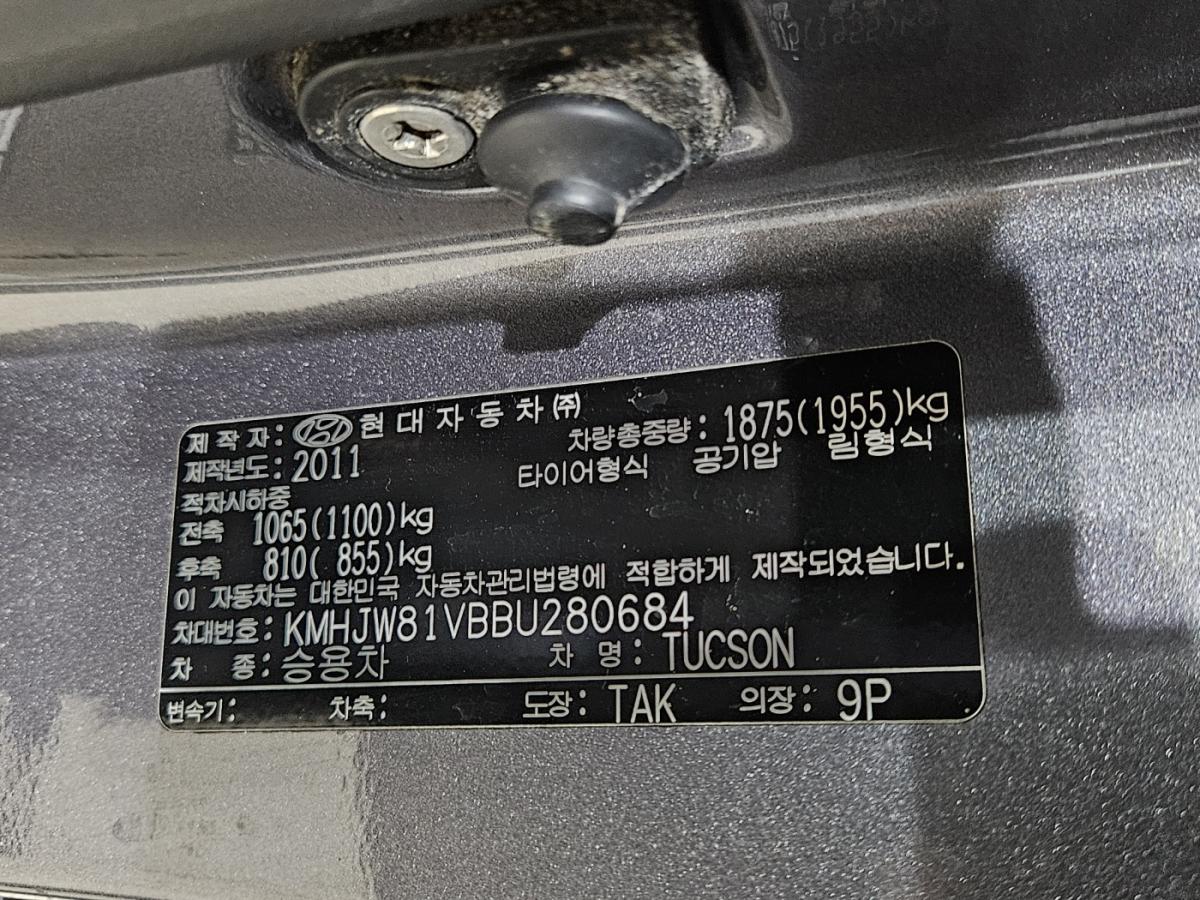 제작자: 현대자동차(주)
차량총중량: 1875(1955)kg
제작년도: 2011
타이어형식 공기압 림형식
적차시하중
전축 1065(1100)kg
후축 810( 855)kg
이 자동차는 대한민국 자동차관리법령에 적합하게 제작되었습니다.
차대번호: KMHJW81VBBU280684
차 종: 승용차 차 명: TUCSON
변속기: 차축: 도장: TAK 의장: 9P